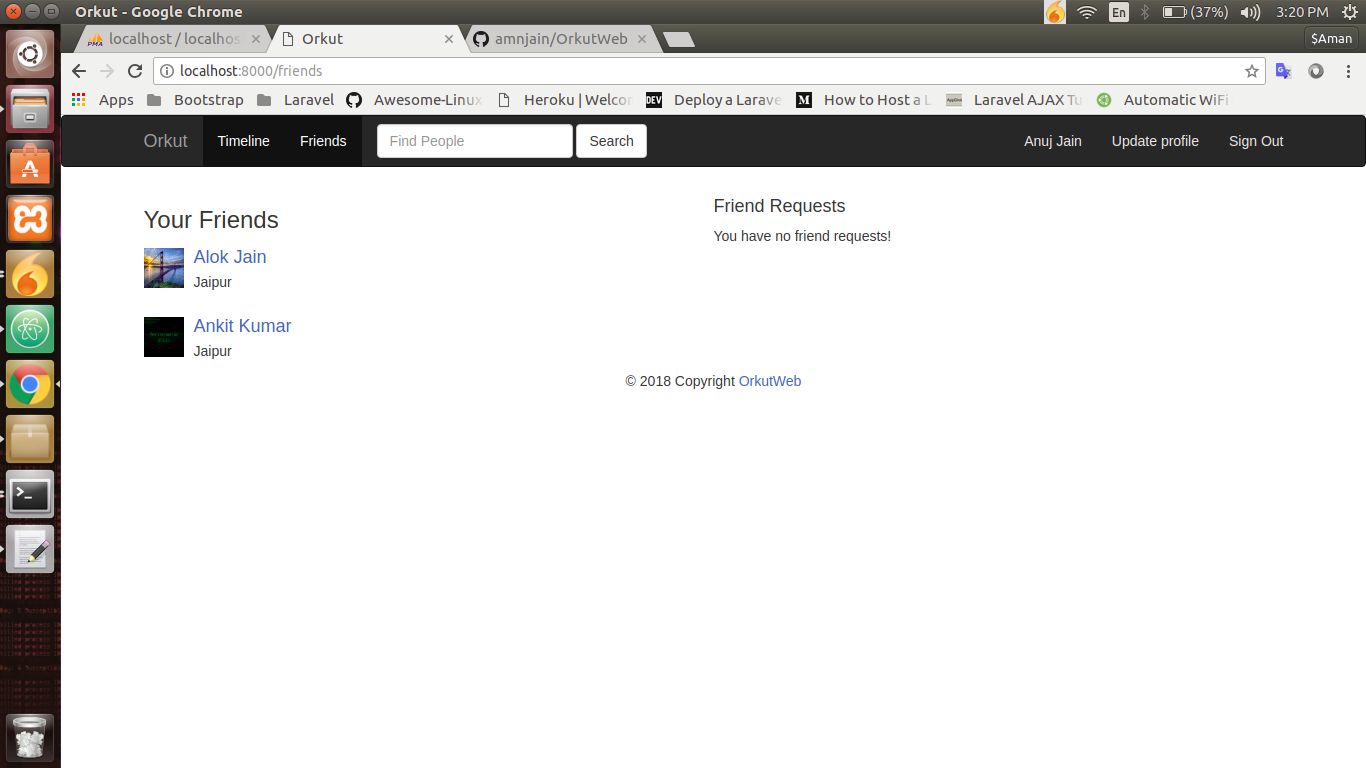 Orkut - Google Chrome
En
(37%)
3:20 PM
PMA localhost / localhos
Orkut
amnjain/OrkutWeb
$Aman
localhost:8000/friends
Apps
Bootstrap
Laravel
Awesome-Linux
Heroku | Welcor
DEV Deploy a Larave
M How to Host a L
Laravel AJAX Tu
Automatic WiFi
Orkut
Timeline
Friends
Find People
Search
Anuj Jain
Update profile
Sign Out
Your Friends
Alok Jain
Jaipur
Ankit Kumar
Jaipur
Friend Requests
You have no friend requests!
© 2018 Copyright OrkutWeb